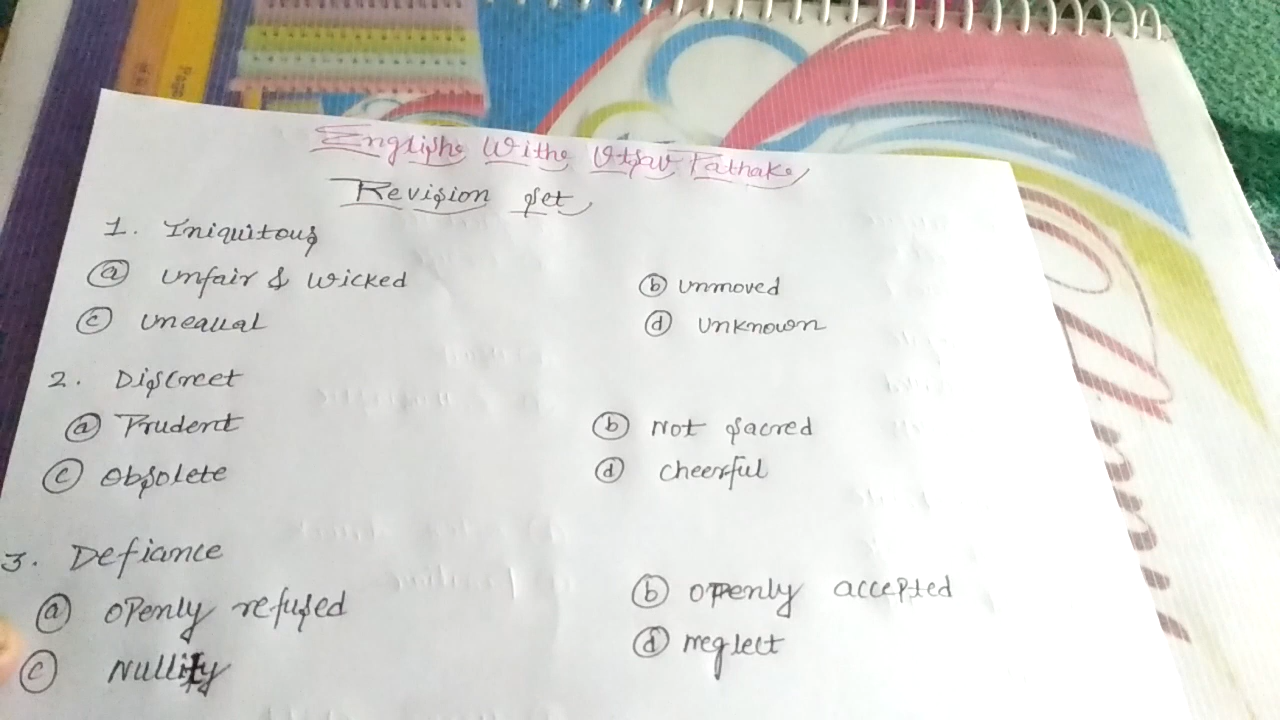 English With Utsav Pathak
Revision Set
1. Iniquitous
(a) Unfair & Wicked (b) Unmoved
(c) Unequal (d) Unknown
2. Discreet
(a) Prudent (b) Not sacred
(c) Obsolete (d) Cheerful
3. Defiance
(a) Openly refused (b) Openly accepted
(c) Nullity (d) Neglect